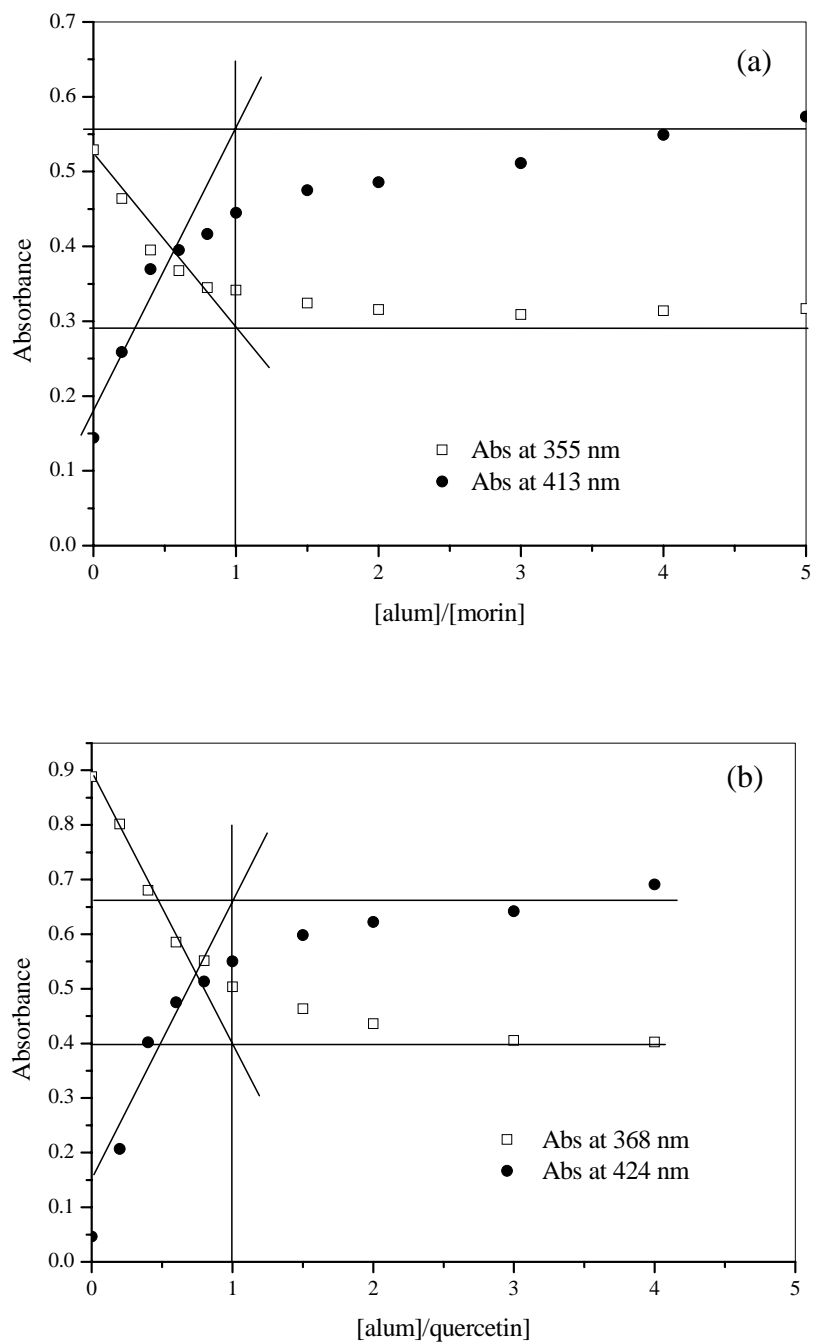 (a)
0.7
0.6
0.5
0.4
0.3
0.2
0.1
0.0
Absorbance
□ Abs at 355 nm
● Abs at 413 nm
0 1 2 3 4 5
[alum]/[morin]
(b)
0.9
0.8
0.7
0.6
0.5
0.4
0.3
0.2
0.1
0.0
Absorbance
□ Abs at 368 nm
● Abs at 424 nm
0 1 2 3 4 5
[alum]/quercetin]